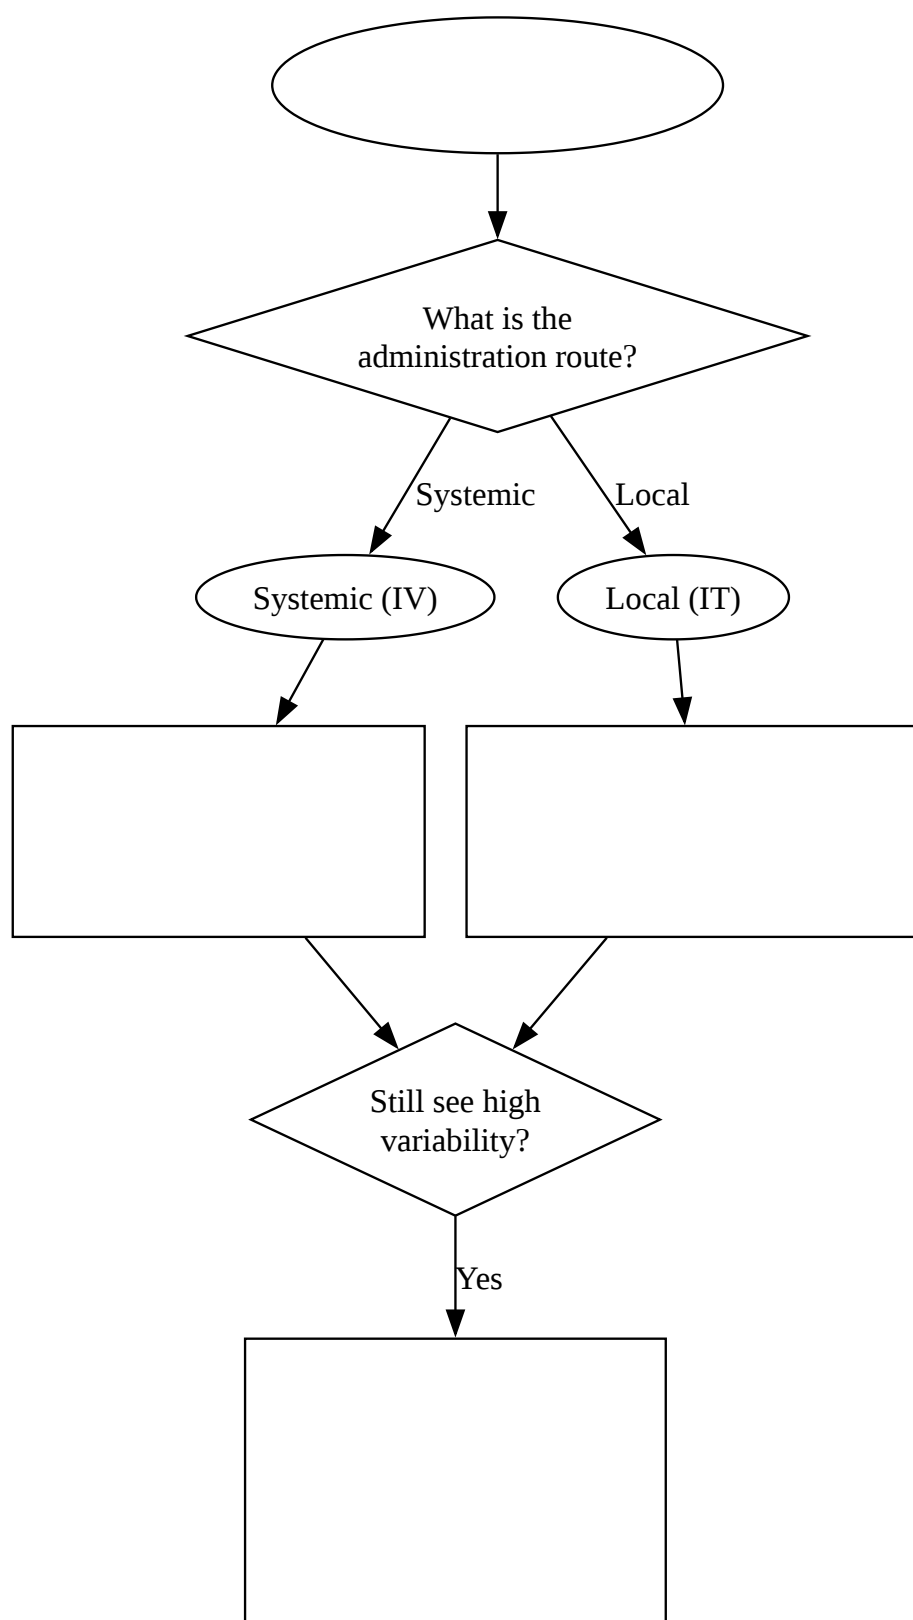 What is the
administration route?
Systemic
Local
Systemic (IV)
Local (IT)
Still see high
variability?
Yes